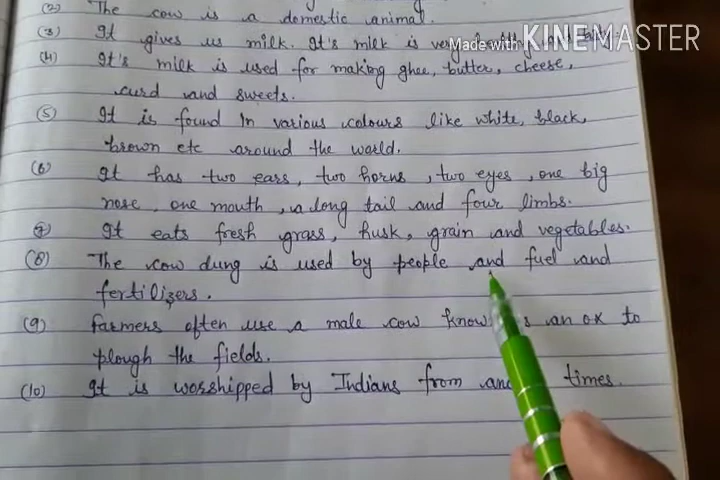 (2) The cow is a domestic animal.
(3) It gives us milk. It's milk is very
Made with KINEMASTER
(4) It's milk is used for making ghee, butter, cheese,
curd and sweets.
(5) It is found in various colours like white, black,
brown etc around the world.
(6) It has two ears, two horns, two eyes, one big
nose, one mouth, a long tail and four limbs.
(7) It eats fresh grass, husk, grain and vegetables.
(8) The cow dung is used by people and fuel and
fertilizers.
(9) Farmers often use a male cow know an ox to
plough the fields.
(10) It is worshipped by Indians from times.